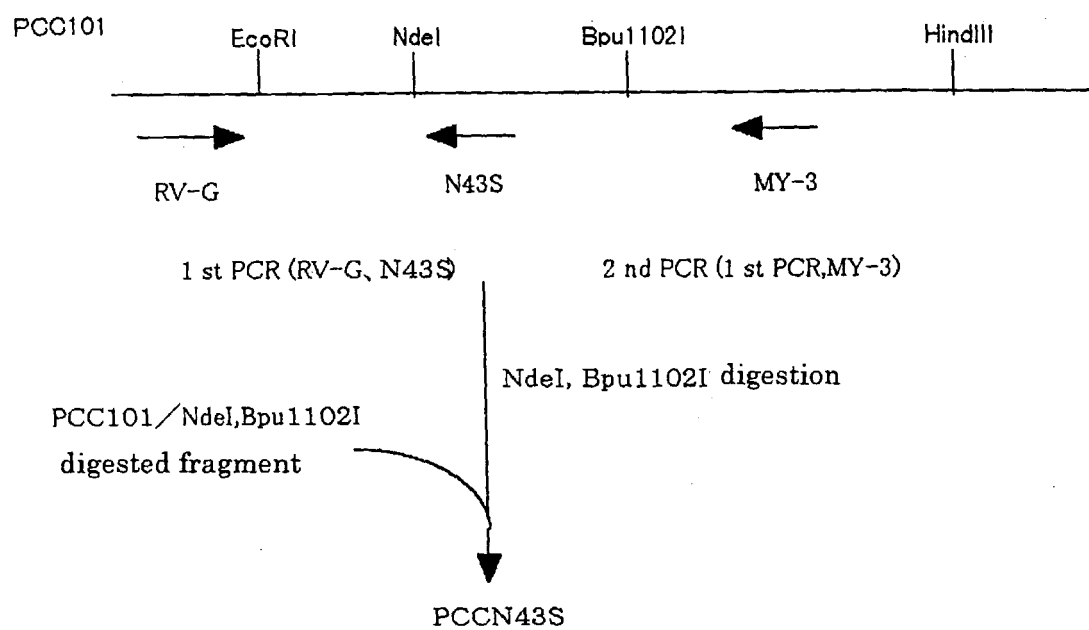 PCC101
EcoRI NdeI Bpu1102I HindIII
RV-G N43S MY-3
1 st PCR (RV-G、N43S) 2 nd PCR (1 st PCR,MY-3)
NdeI, Bpu1102I digestion
PCC101／NdeI,Bpu1102I
digested fragment
PCCN43S